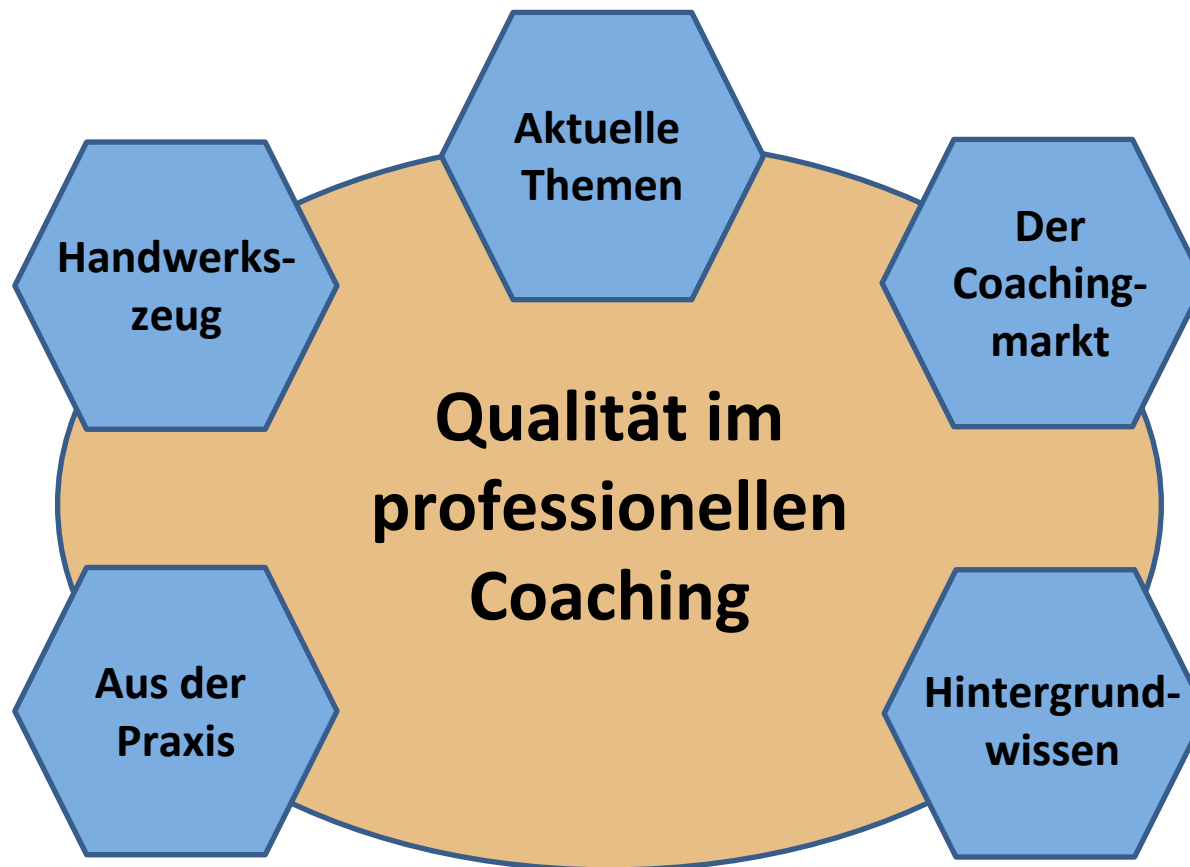 Aktuelle
Themen
Handwerks-
zeug
Der
Coaching-
markt
Qualität im
professionellen
Coaching
Aus der
Praxis
Hintergrund-
wissen